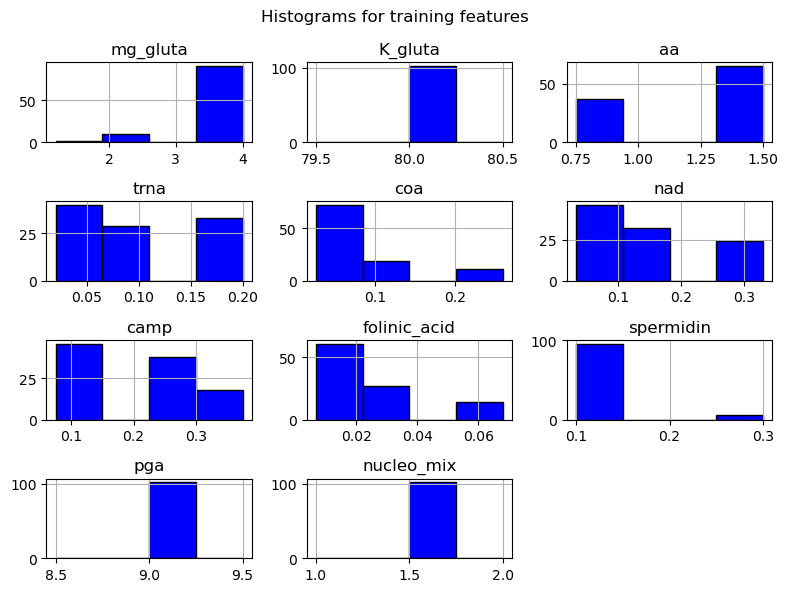 Histograms for training features
mg_gluta K_gluta aa
50 0 2 3 4
100 0 79.5 80.0 80.5
50 0 0.75 1.00 1.25 1.50
trna coa nad
25 0 0.05 0.10 0.15 0.20
50 0 0.1 0.2
25 0 0.1 0.2 0.3
camp folinic_acid spermidin
25 0 0.1 0.2 0.3
50 0 0.02 0.04 0.06
100 0 0.1 0.2 0.3
pga nucleo_mix
100 0 8.5 9.0 9.5
100 0 1.0 1.5 2.0